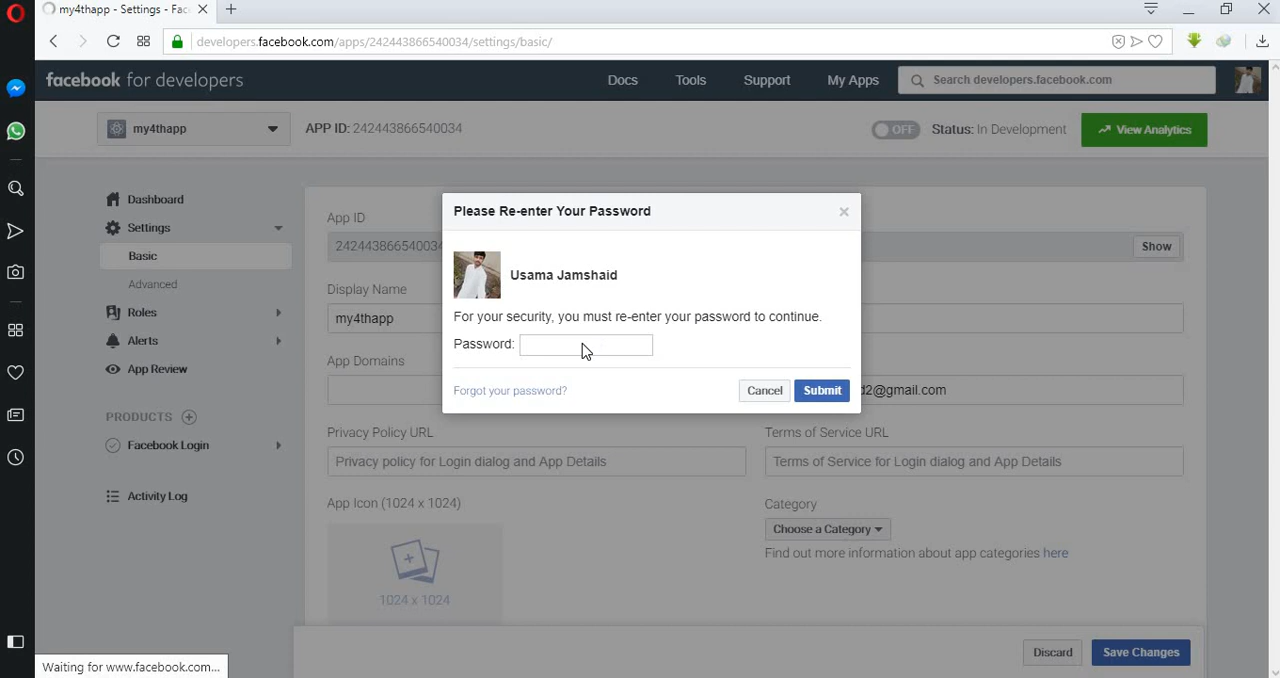 my4thapp - Settings - Fac
developers.facebook.com/apps/242443866540034/settings/basic/
facebook for developers
Docs
Tools
Support
My Apps
Search developers.facebook.com
my4thapp
APP ID: 242443866540034
OFF
Status: In Development
View Analytics
Dashboard
Settings
Basic
Advanced
Roles
Alerts
App Review
PRODUCTS
Facebook Login
Activity Log
App ID
242443866540034
Show
Display Name
my4thapp
App Domains
d2@gmail.com
Please Re-enter Your Password
Usama Jamshaid
For your security, you must re-enter your password to continue.
Password:
Forgot your password?
Cancel
Submit
Privacy Policy URL
Privacy policy for Login dialog and App Details
Terms of Service URL
Terms of Service for Login dialog and App Details
App Icon (1024 x 1024)
1024 x 1024
Category
Choose a Category
Find out more information about app categories here
Discard
Save Changes
Waiting for www.facebook.com...